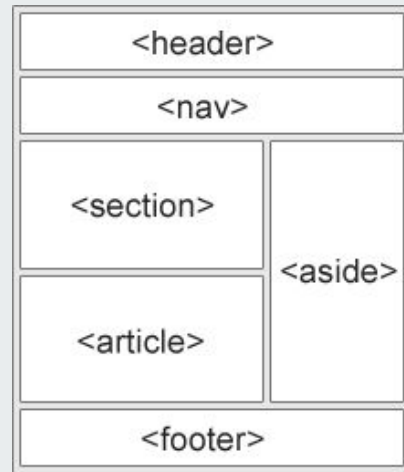 <header>
<nav>
<section>
<aside>
<article>
<footer>